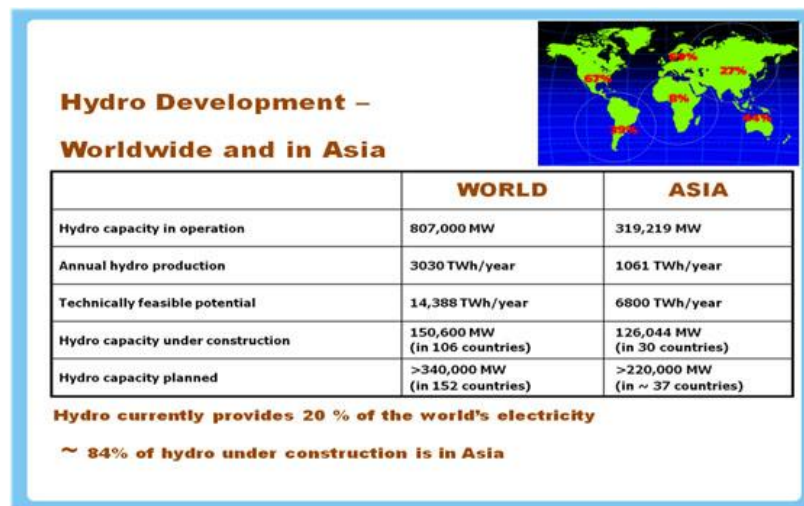 67%
27%
8%
Hydro Development –
Worldwide and in Asia
WORLD ASIA
Hydro capacity in operation 807,000 MW 319,219 MW
Annual hydro production 3030 TWh/year 1061 TWh/year
Technically feasible potential 14,388 TWh/year 6800 TWh/year
Hydro capacity under construction 150,600 MW 126,044 MW
(in 106 countries) (in 30 countries)
Hydro capacity planned >340,000 MW >220,000 MW
(in 152 countries) (in ~ 37 countries)
Hydro currently provides 20 % of the world's electricity
~ 84% of hydro under construction is in Asia